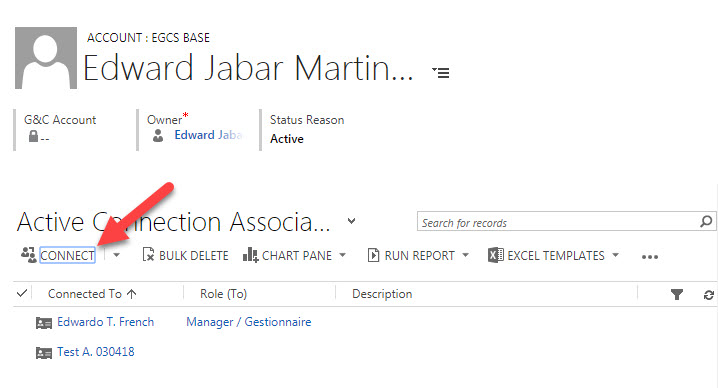 ACCOUNT : EGCS BASE
Edward Jabar Martin...
G&C Account
--
Owner*
Edward Jaba
Status Reason
Active
Active Connection Associa...
Search for records
CONNECT
BULK DELETE
CHART PANE
RUN REPORT
EXCEL TEMPLATES
...
Connected To ↑
Role (To)
Description
Edwardo T. French
Manager / Gestionnaire
Test A. 030418